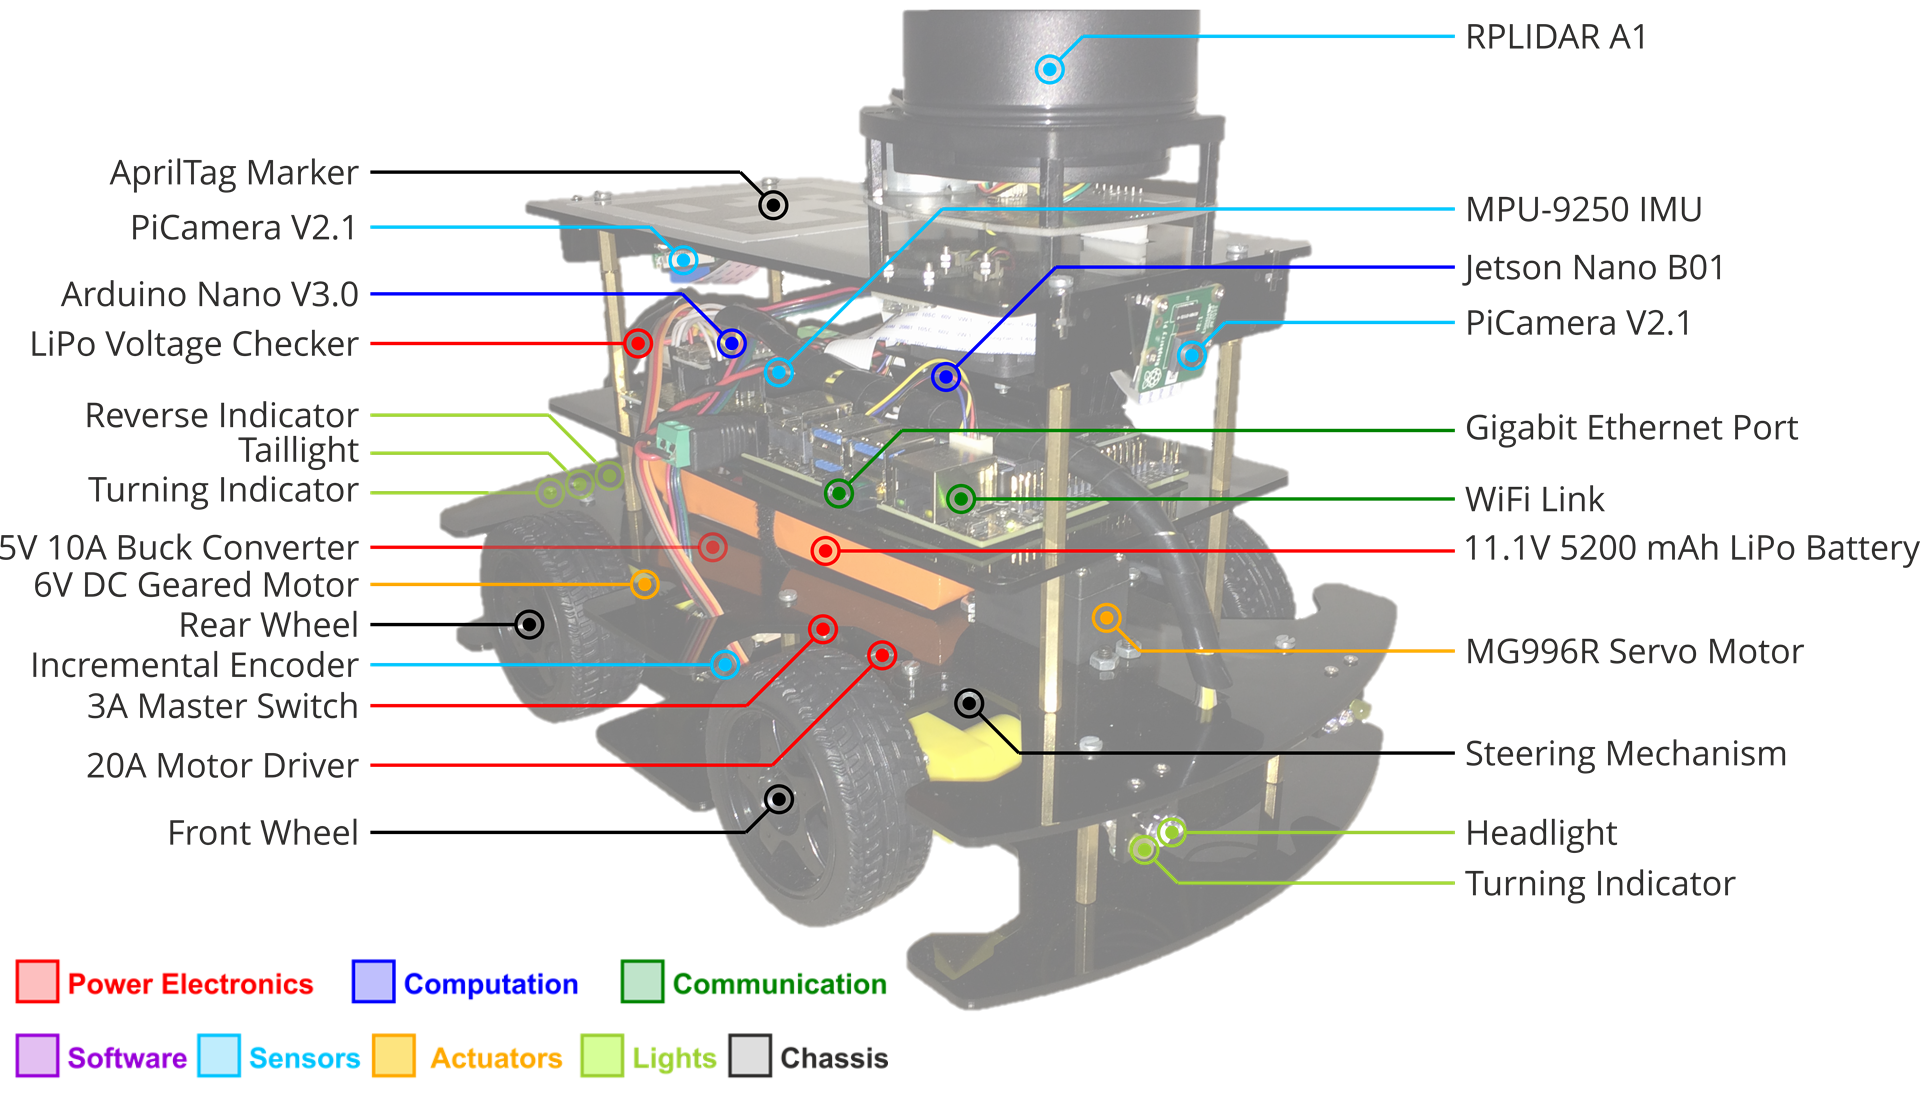 RPLIDAR A1
AprilTag Marker
PiCamera V2.1
Arduino Nano V3.0
LiPo Voltage Checker
Reverse Indicator
Taillight
Turning Indicator
5V 10A Buck Converter
6V DC Geared Motor
Rear Wheel
Incremental Encoder
3A Master Switch
20A Motor Driver
Front Wheel
MPU-9250 IMU
Jetson Nano B01
PiCamera V2.1
Gigabit Ethernet Port
WiFi Link
11.1V 5200 mAh LiPo Battery
MG996R Servo Motor
Steering Mechanism
Headlight
Turning Indicator
Power Electronics
Computation
Communication
Software
Sensors
Actuators
Lights
Chassis